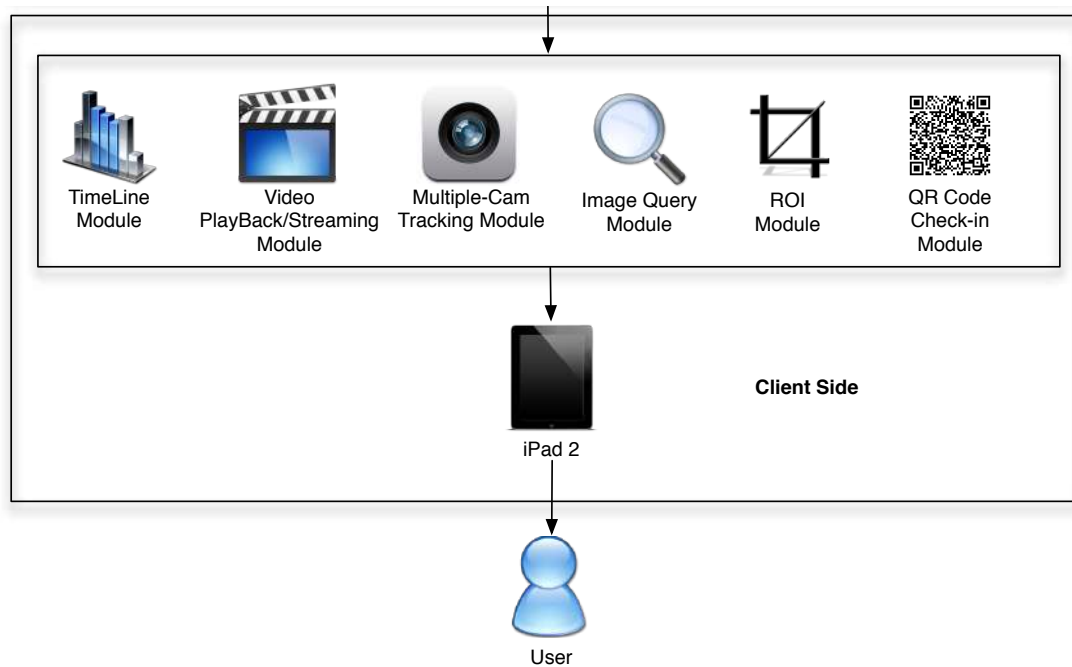 TimeLine
Module
Video
PlayBack/Streaming
Module
Multiple-Cam
Tracking Module
Image Query
Module
ROI
Module
QR Code
Check-in
Module
iPad 2
Client Side
User